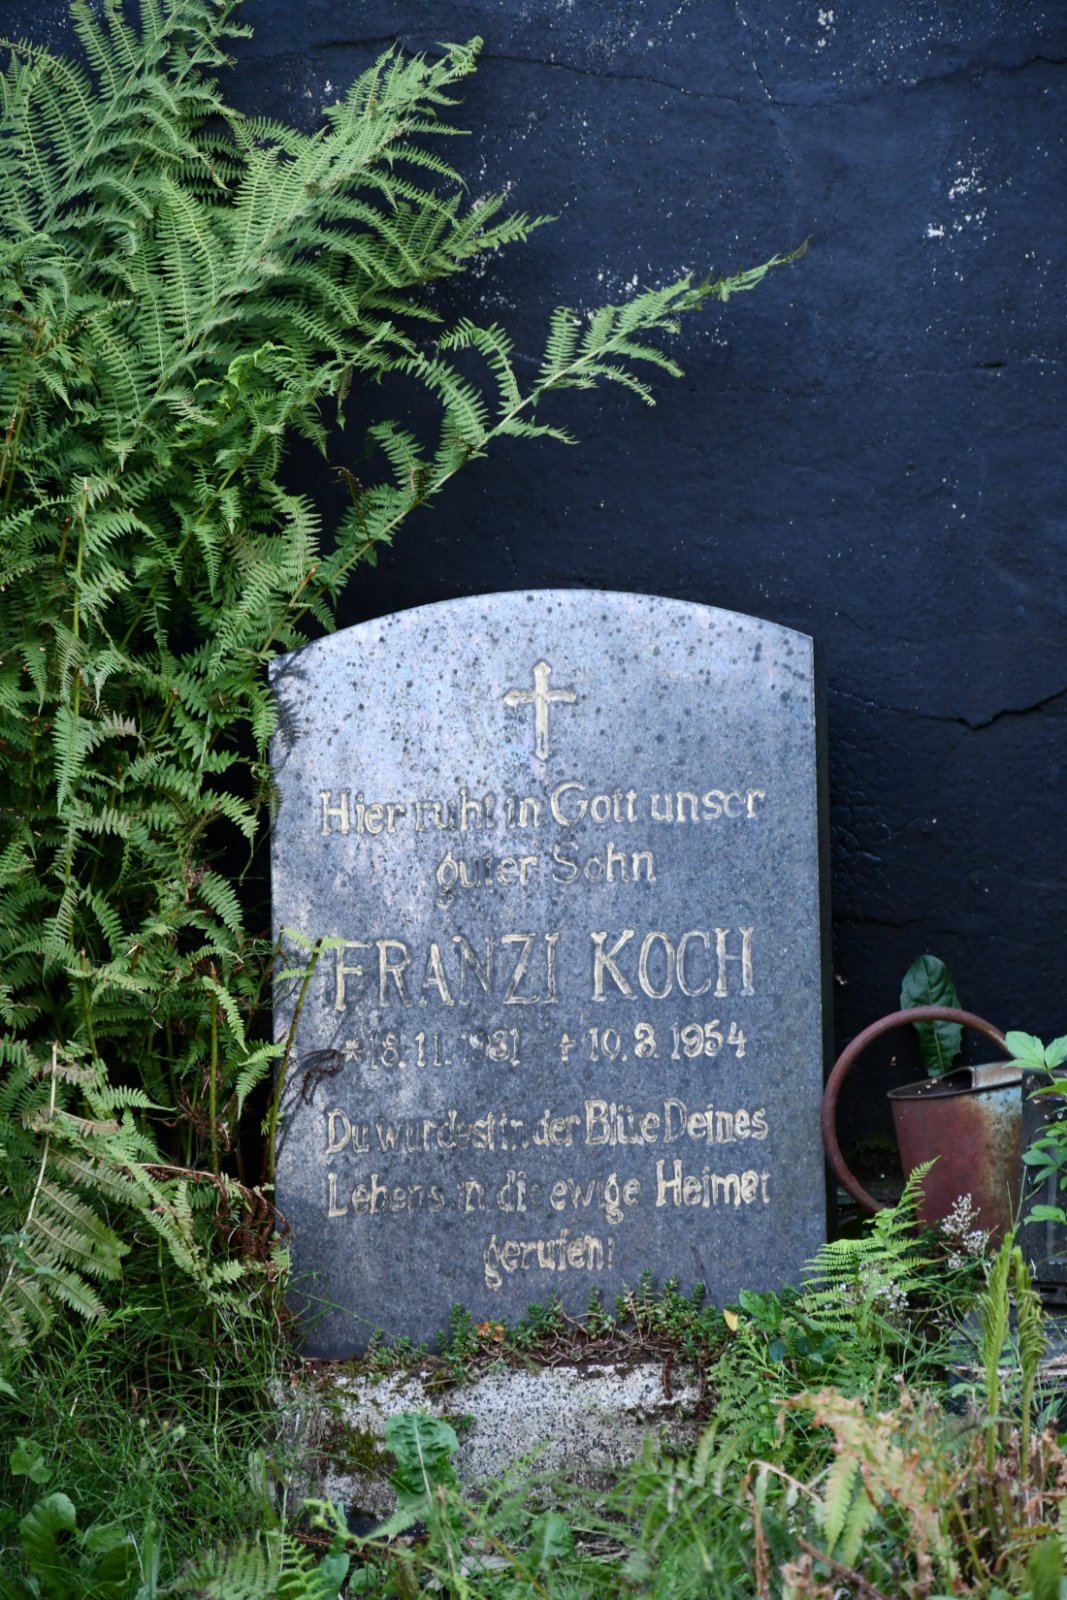 Hier ruht in Gott unser
guter Sohn
FRANZI KOCH
* 18.11.1931 + 10.3.1954
Du wurdest in der Blüte Deines
Lebens in die ewige Heimat
gerufen!